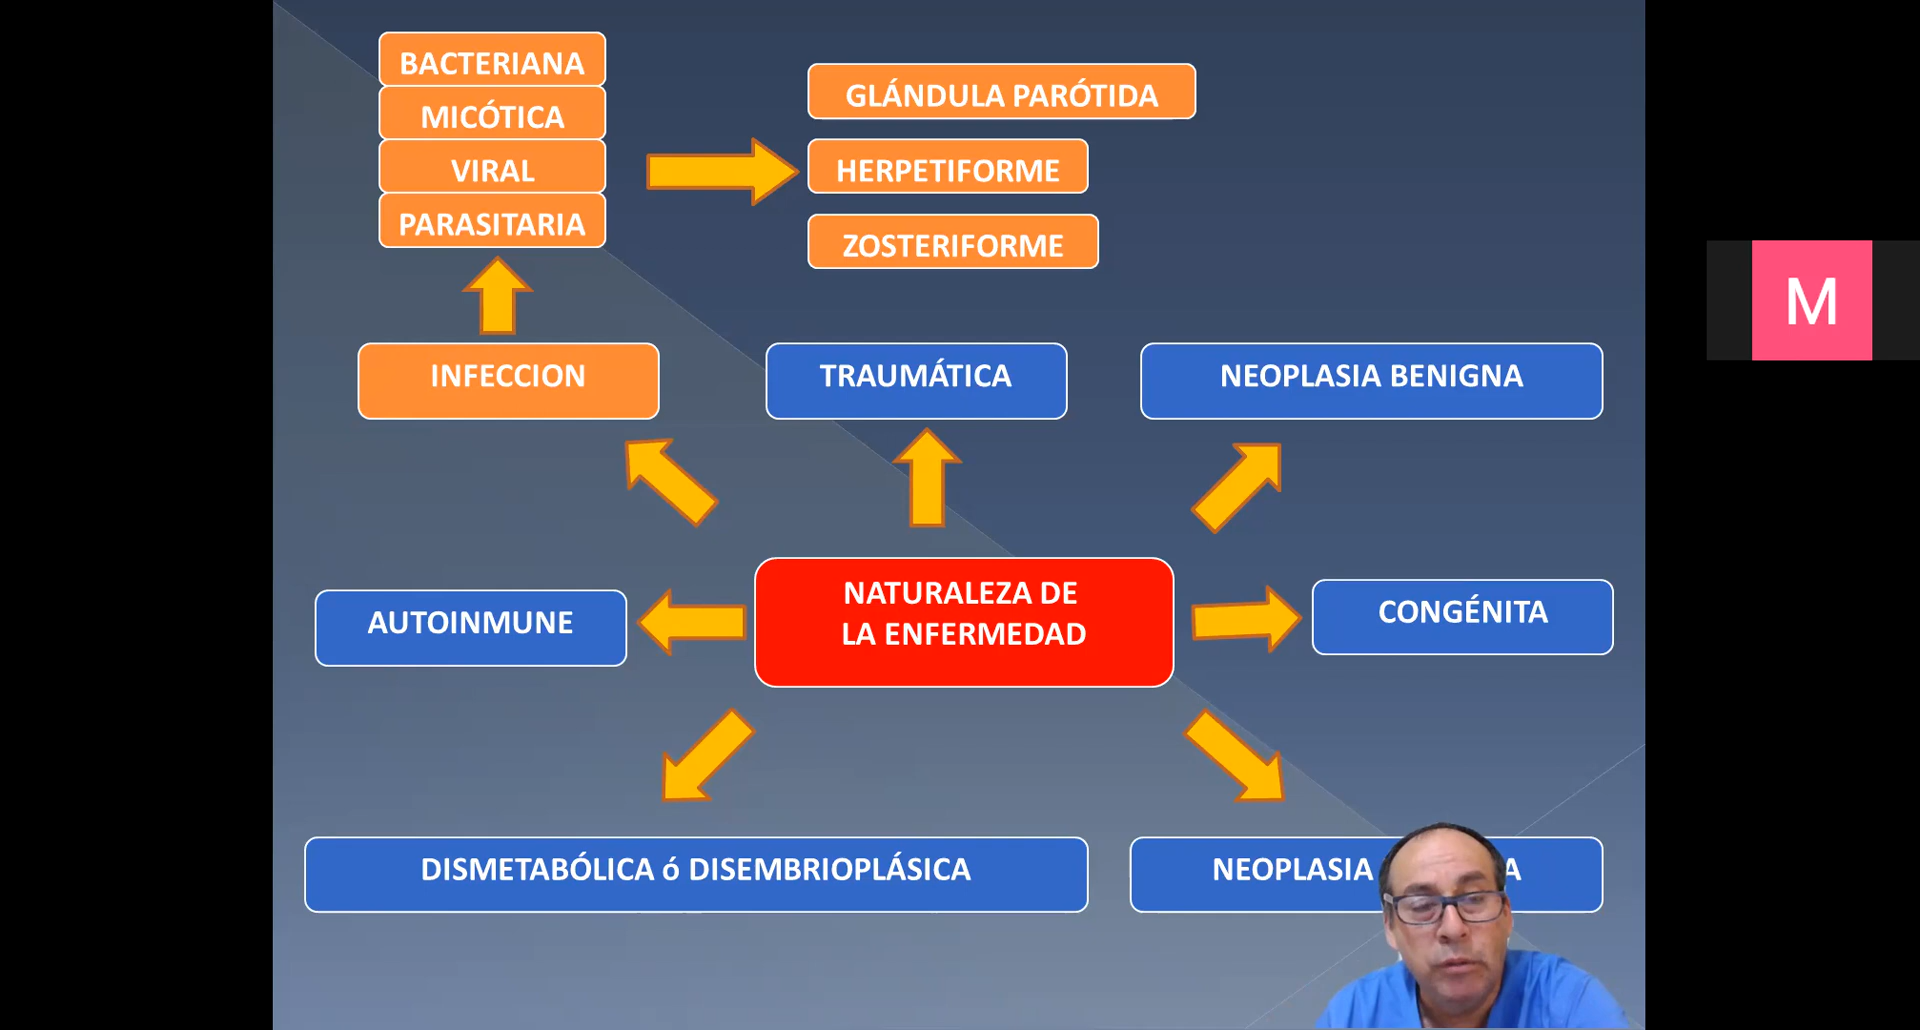 BACTERIANA
MICÓTICA
VIRAL
PARASITARIA
GLÁNDULA PARÓTIDA
HERPETIFORME
ZOSTERIFORME
INFECCION
TRAUMÁTICA
NEOPLASIA BENIGNA
AUTOINMUNE
NATURALEZA DE
LA ENFERMEDAD
CONGÉNITA
DISMETABÓLICA ó DISEMBRIOPLÁSICA
NEOPLASIA
M